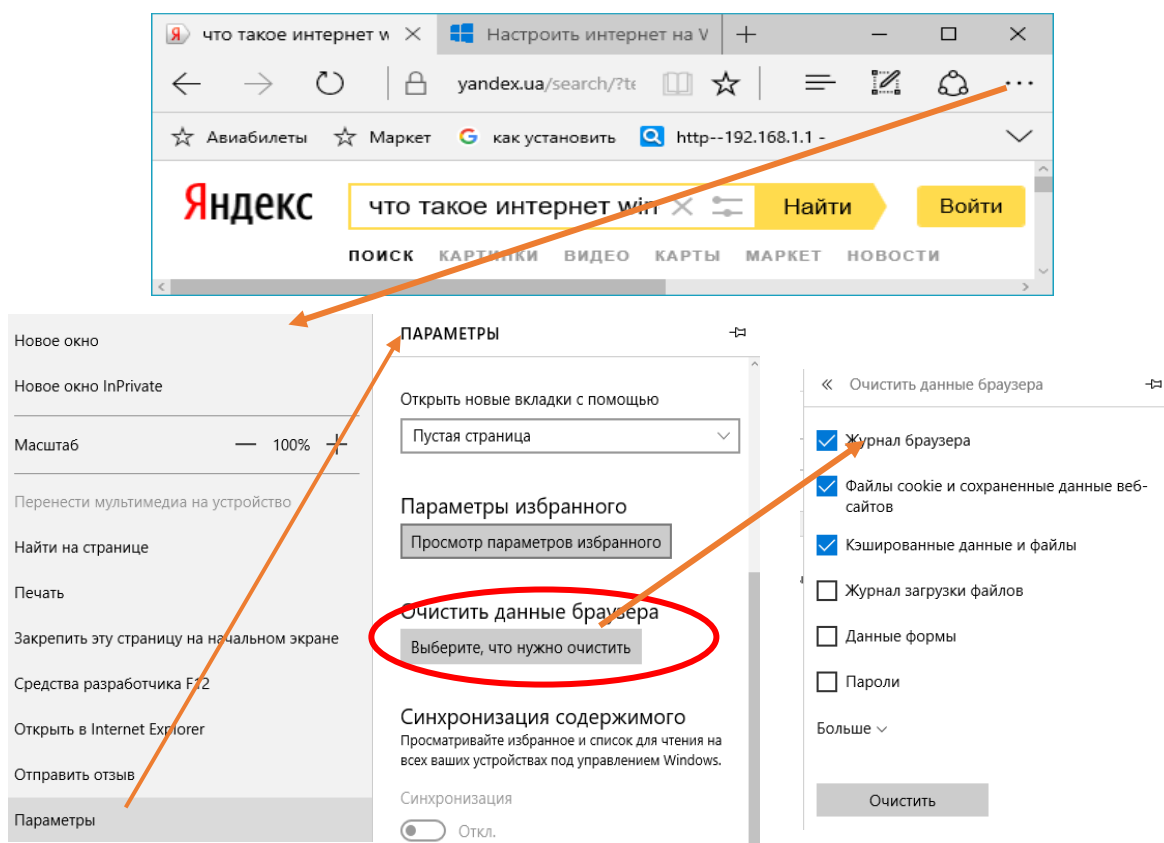 Я что такое интернет w
Настроить интернет на V
yandex.ua/search/?te
Авиабилеты
Маркет
G как установить
http--192.168.1.1 -
Яндекс
что такое интернет win
Найти
Войти
ПОИСК КАРТИНКИ ВИДЕО КАРТЫ МАРКЕТ НОВОСТИ
Новое окно
Новое окно InPrivate
Масштаб — 100% +
Перенести мультимедиа на устройство
Найти на странице
Печать
Закрепить эту страницу на начальном экране
Средства разработчика F12
Открыть в Internet Explorer
Отправить отзыв
Параметры
ПАРАМЕТРЫ
Открыть новые вкладки с помощью
Пустая страница
Параметры избранного
Просмотр параметров избранного
Очистить данные браузера
Выберите, что нужно очистить
Синхронизация содержимого
Просматривайте избранное и список для чтения на
всех ваших устройствах под управлением Windows.
Синхронизация
Откл.
« Очистить данные браузера
Журнал браузера
Файлы cookie и сохраненные данные веб-
сайтов
Кэшированные данные и файлы
Журнал загрузки файлов
Данные формы
Пароли
Больше
Очистить